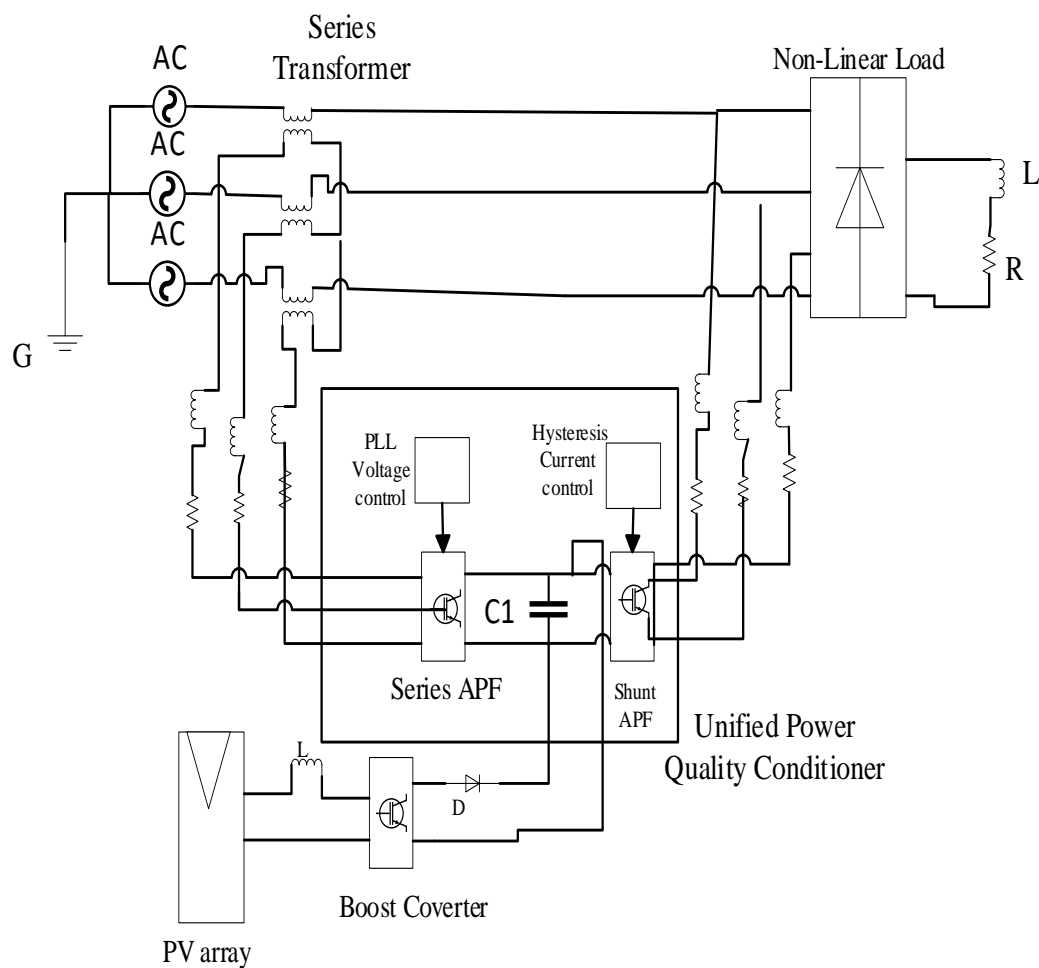 Series
Transformer
AC
AC
AC
Non-Linear Load
L
R
G
PLL
Voltage
control
Hysteresis
Current
control
C1
Series APF
Shunt
APF
Unified Power
Quality Conditioner
L
D
Boost Coverter
PV array